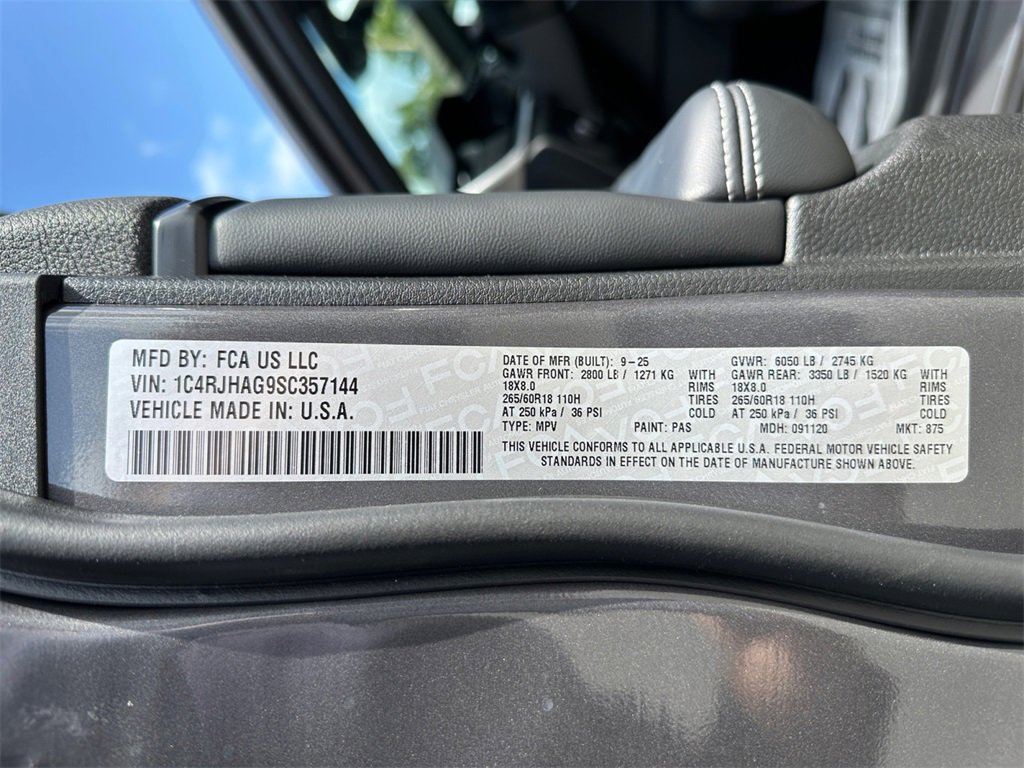 MFD BY: FCA US LLC
VIN: 1C4RJHAG9SC357144
VEHICLE MADE IN: U.S.A.
DATE OF MFR (BUILT): 9-25
GAWR FRONT: 2800 LB / 1271 KG WITH
18X8.0 RIMS
265/60R18 110H TIRES
AT 250 kPa / 36 PSI COLD
TYPE: MPV PAINT: PAS
GVWR: 6050 LB / 2745 KG
GAWR REAR: 3350 LB / 1520 KG WITH
18X8.0 RIMS
265/60R18 110H TIRES
AT 250 kPa / 36 PSI COLD
MDH: 091120 MKT: 875
THIS VEHICLE CONFORMS TO ALL APPLICABLE U.S.A. FEDERAL MOTOR VEHICLE SAFETY
STANDARDS IN EFFECT ON THE DATE OF MANUFACTURE SHOWN ABOVE.